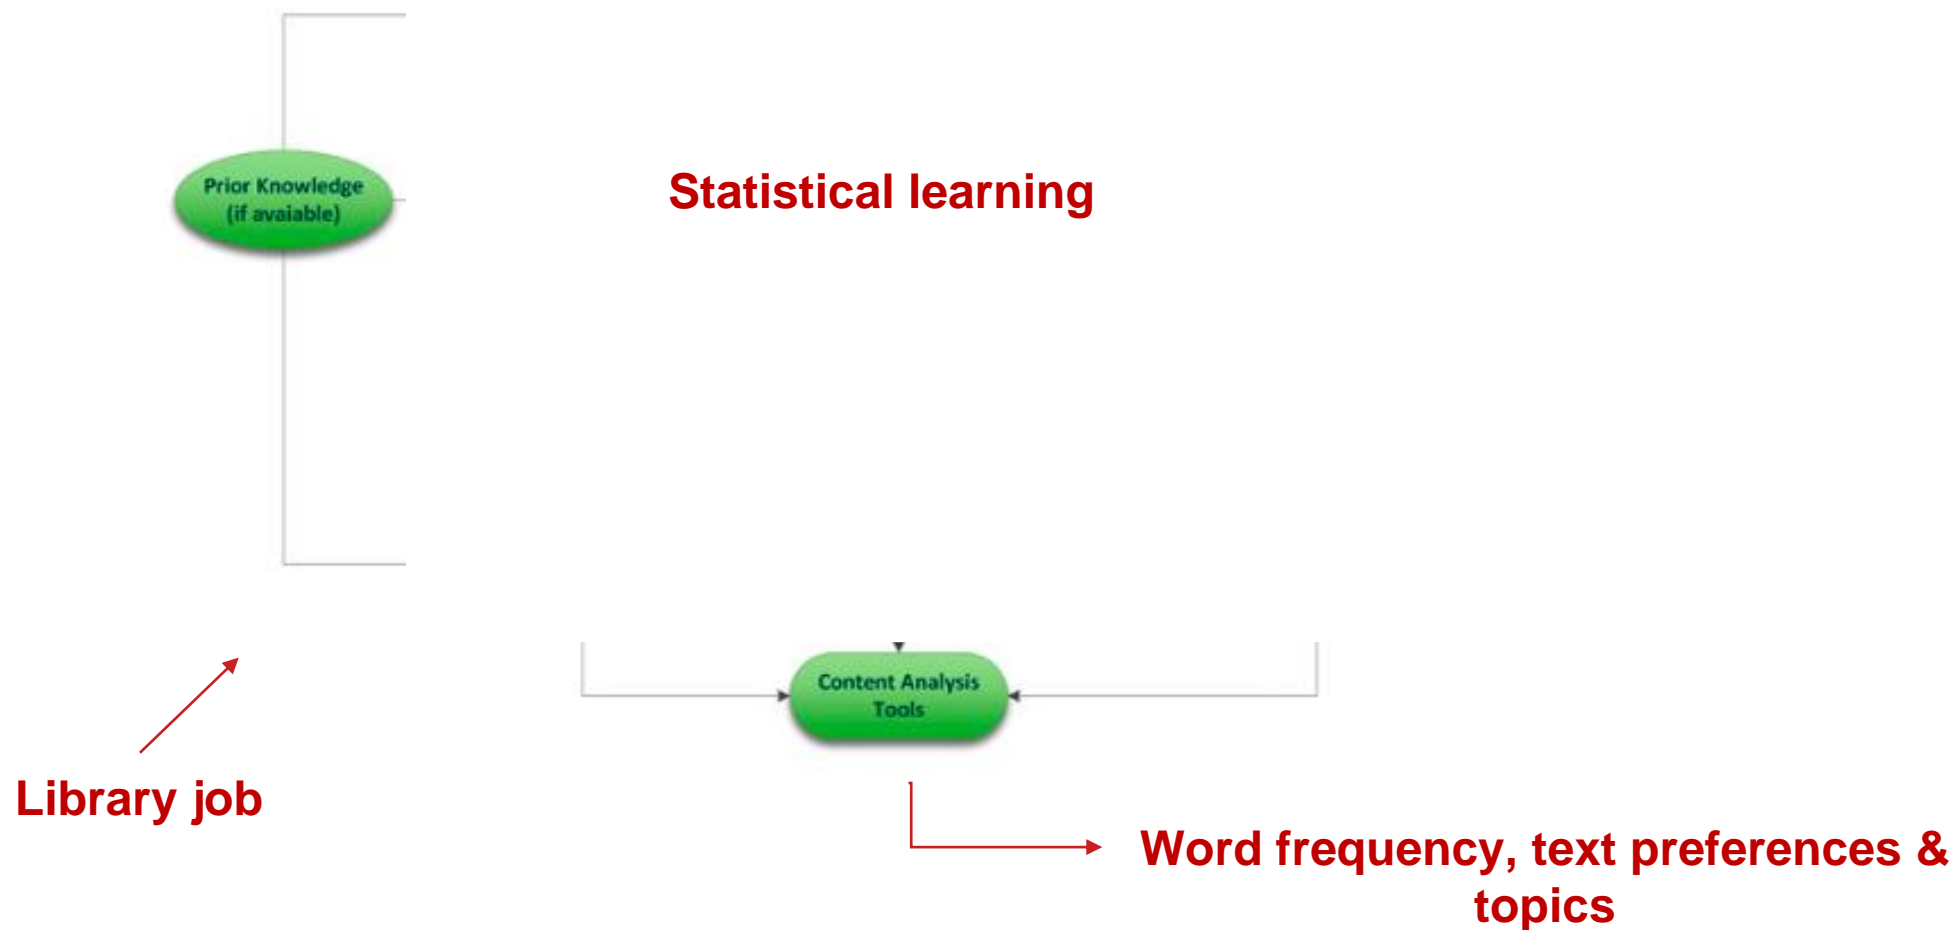 Prior Knowledge
(if avaiable)
Statistical learning
Content Analysis
Tools
Library job
Word frequency, text preferences &
topics